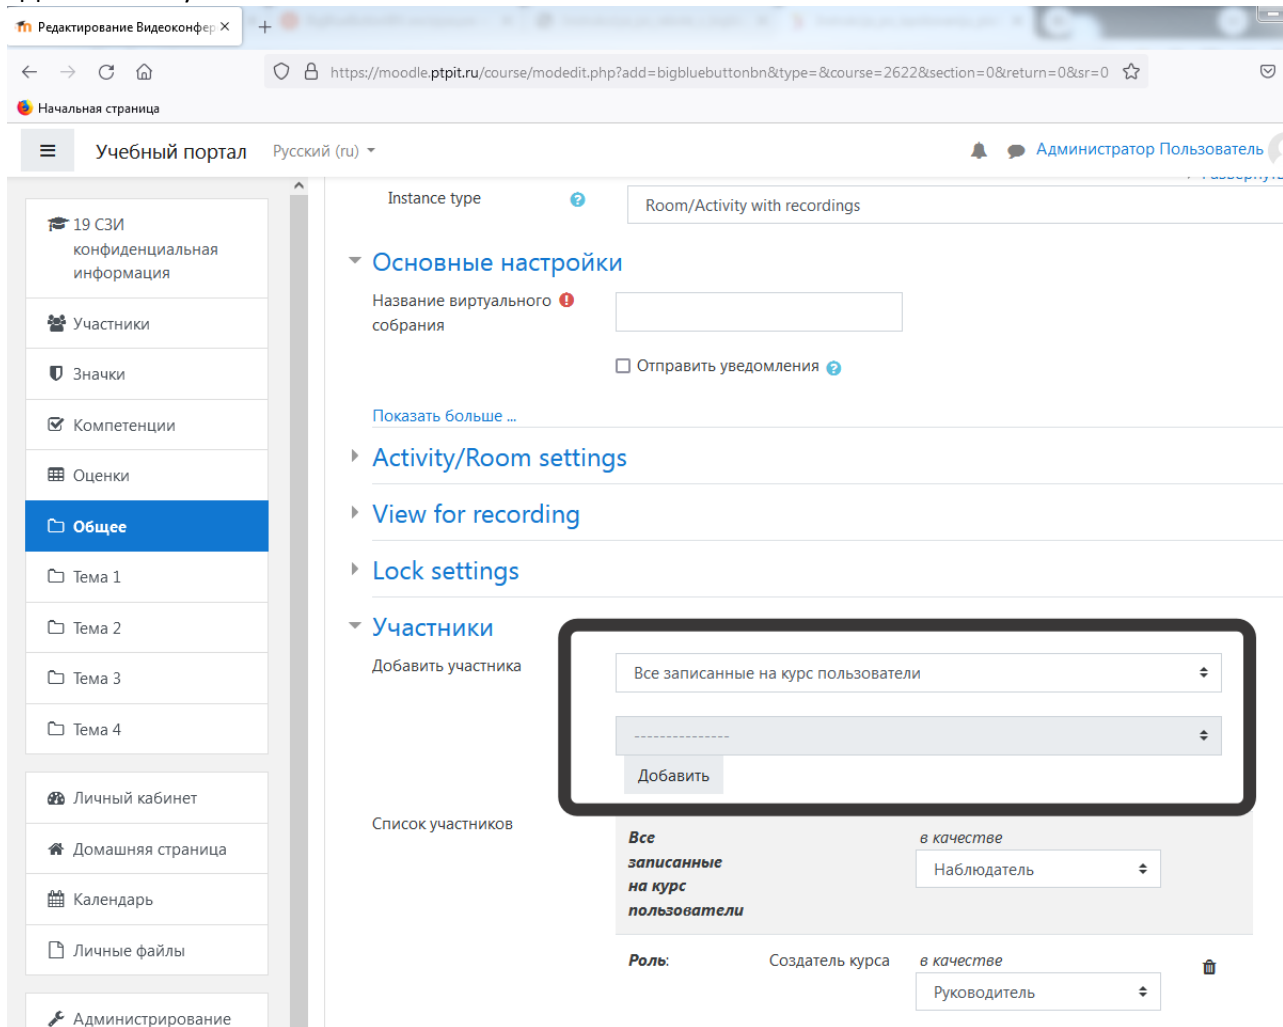 Редактирование Видеоконфер × +
https://moodle.ptpit.ru/course/modedit.php?add=bigbluebuttonbn&type=&course=2622&section=0&return=0&sr=0
Начальная страница
Учебный портал Русский (ru) Администратор Пользователь
Instance type Room/Activity with recordings
19 СЗИ
конфиденциальная
информация
Участники
Значки
Компетенции
Оценки
Общее
Тема 1
Тема 2
Тема 3
Тема 4
Личный кабинет
Домашняя страница
Календарь
Личные файлы
Администрирование
Основные настройки
Название виртуального
собрания
Отправить уведомления
Показать больше ...
Activity/Room settings
View for recording
Lock settings
Участники
Добавить участника Все записанные на курс пользователи
---------------
Добавить
Список участников
Все
записанные
на курс
пользователи
в качестве
Наблюдатель
Роль: Создатель курса в качестве
Руководитель